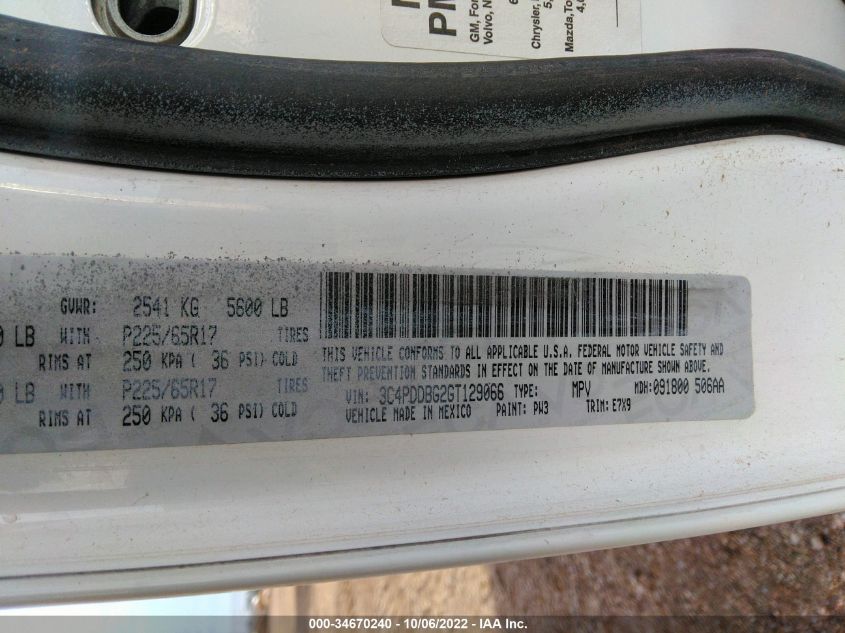 PM
GM, For
Volvo, N
Chrysler,
Mazda,To
GVWR: 2541 KG 5600 LB
LB WITH P225/65R17 TIRES
RIMS AT 250 KPA ( 36 PSI) COLD
LB WITH P225/65R17 TIRES
RIMS AT 250 KPA ( 36 PSI) COLD
THIS VEHICLE CONFORMS TO ALL APPLICABLE U.S.A. FEDERAL MOTOR VEHICLE SAFETY AND
THEFT PREVENTION STANDARDS IN EFFECT ON THE DATE OF MANUFACTURE SHOWN ABOVE.
VIN: 3C4PDDBG2GT129066 TYPE: MPV MDH: 091800 506AA
VEHICLE MADE IN MEXICO PAINT: PW3 TRIM: E7X9
000-34670240 - 10/06/2022 - IAA Inc.